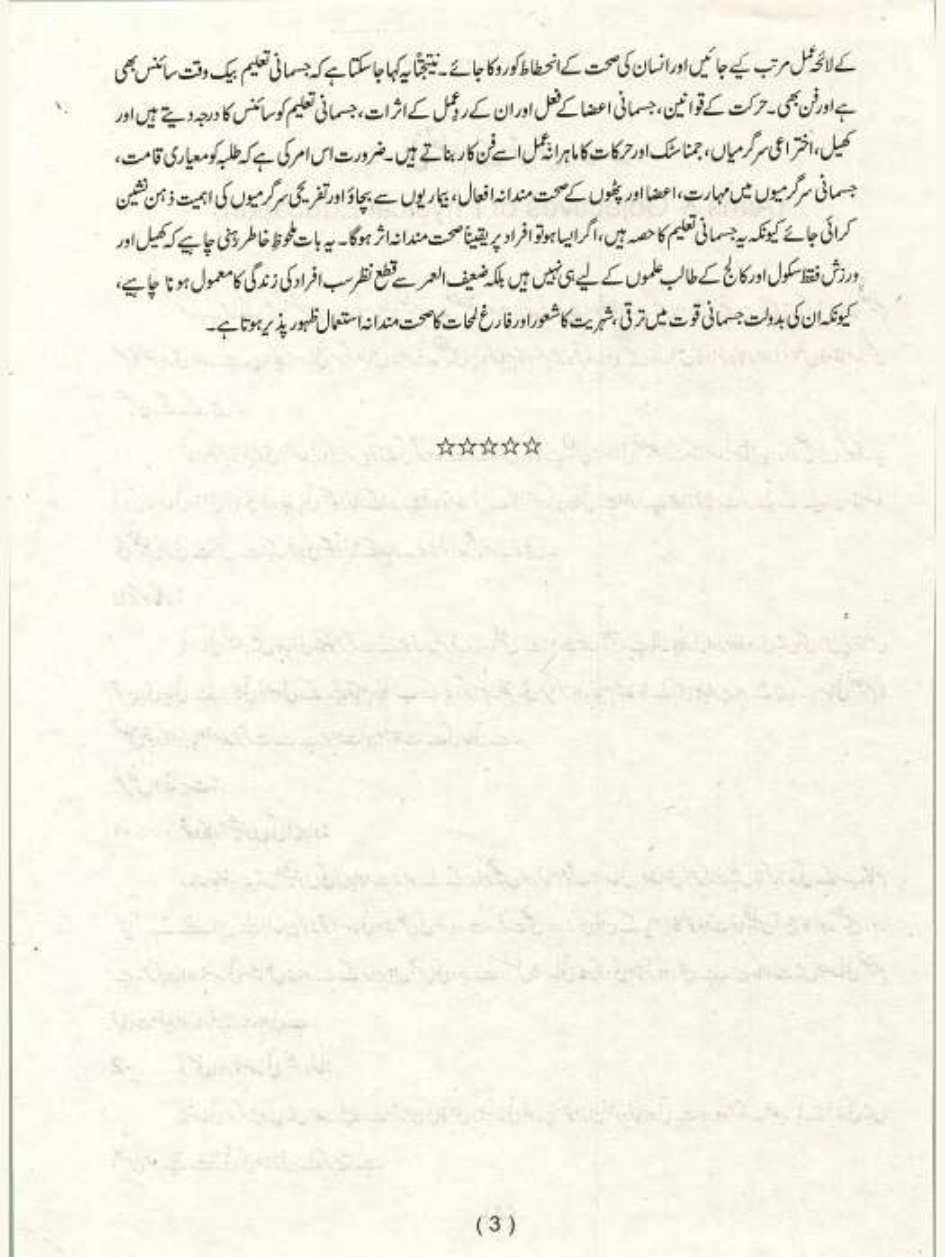 کے لائحہ عمل مرتب کیے جائیں اور انسان کی صحت کے انحطاط کو روکا جائے۔ نتیجتاً یہ کہا جا سکتا ہے کہ جسمانی تعلیم بیک وقت سائنس بھی
ہے اور فن بھی۔ حرکت کے قوانین، جسمانی اعضا کے فعل اور ان کے ردِعمل کے اثرات، جسمانی تعلیم کو سائنس کا درجہ دیتے ہیں اور
کھیل، اختراعی سرگرمیاں، جمناسٹک اور حرکات کا ماہرانہ عمل اسے فن کار بناتے ہیں۔ ضرورت اس امر کی ہے کہ طلبہ کو معیاری قامت،
جسمانی سرگرمیوں میں مہارت، اعضا اور پٹھوں کے صحت مندانہ افعال، بیماریوں سے بچاؤ اور تفریحی سرگرمیوں کی اہمیت ذہن نشین
کرائی جائے کیونکہ یہ جسمانی تعلیم کا حصہ ہیں، اگر ایسا ہو تو افراد پر یقیناً صحت مندانہ اثر ہوگا۔ یہ بات ملحوظِ خاطر رہنی چاہیے کہ کھیل اور
ورزش فقط سکول اور کالج کے طالب علموں کے لیے ہی نہیں ہیں بلکہ ضعیف العمر سے قطع نظر سب افراد کی زندگی کا معمول ہونا چاہیے،
کیونکہ ان کی بدولت جسمانی قوت میں ترقی، شہریت کا شعور اور فارغ لمحات کا صحت مندانہ استعمال ظہور پذیر ہوتا ہے۔
☆☆☆☆☆
(3)